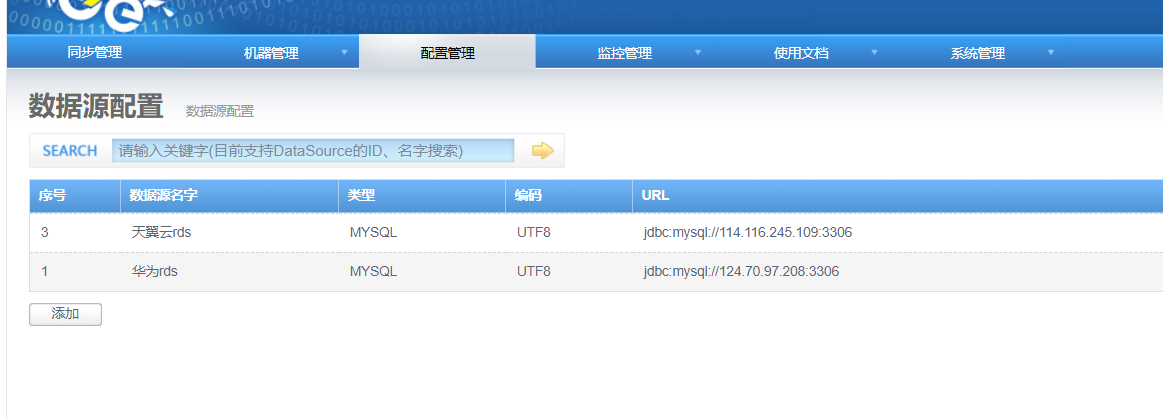 同步管理 机器管理 配置管理 监控管理 使用文档 系统管理
数据源配置 数据源配置
SEARCH 请输入关键字(目前支持DataSource的ID、名字搜索)
序号 数据源名字 类型 编码 URL
3 天翼云rds MYSQL UTF8 jdbc:mysql://114.116.245.109:3306
1 华为rds MYSQL UTF8 jdbc:mysql://124.70.97.208:3306
添加